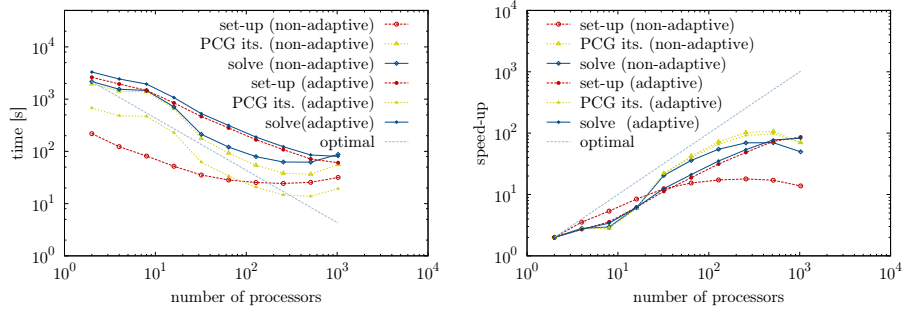 set-up (non-adaptive)
PCG its. (non-adaptive)
solve (non-adaptive)
set-up (adaptive)
PCG its. (adaptive)
solve(adaptive)
optimal
time [s]
10^4
10^3
10^2
10^1
10^0
10^0
10^1
10^2
10^3
10^4
number of processors
set-up (non-adaptive)
PCG its. (non-adaptive)
solve (non-adaptive)
set-up (adaptive)
PCG its. (adaptive)
solve (adaptive)
optimal
speed-up
10^4
10^3
10^2
10^1
10^0
10^0
10^1
10^2
10^3
10^4
number of processors